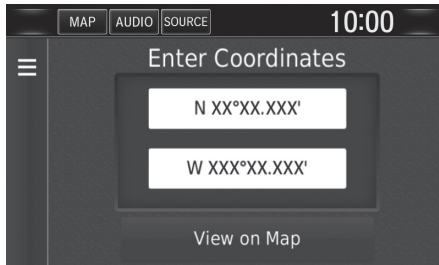 MAP AUDIO SOURCE 10:00
Enter Coordinates
N XX°XX.XXX'
W XXX°XX.XXX'
View on Map